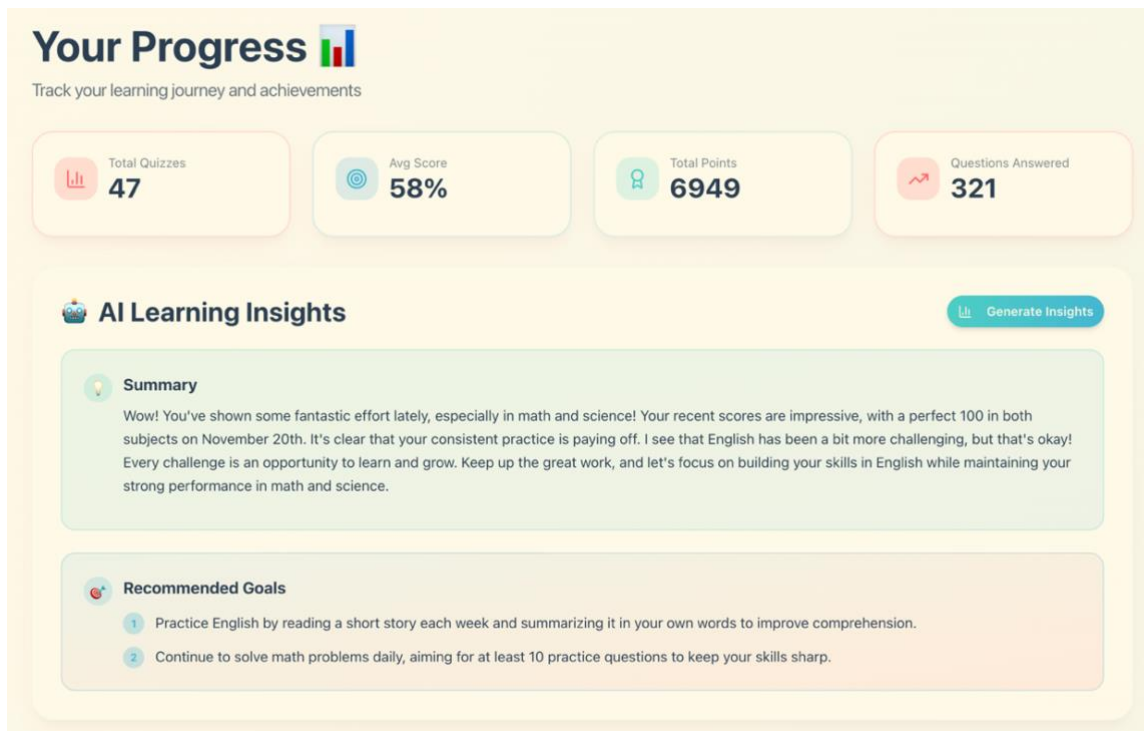 Your Progress
Track your learning journey and achievements
Total Quizzes
47
Avg Score
58%
Total Points
6949
Questions Answered
321
AI Learning Insights
Generate Insights
Summary
Wow! You've shown some fantastic effort lately, especially in math and science! Your recent scores are impressive, with a perfect 100 in both
subjects on November 20th. It's clear that your consistent practice is paying off. I see that English has been a bit more challenging, but that's okay!
Every challenge is an opportunity to learn and grow. Keep up the great work, and let's focus on building your skills in English while maintaining your
strong performance in math and science.
Recommended Goals
1 Practice English by reading a short story each week and summarizing it in your own words to improve comprehension.
2 Continue to solve math problems daily, aiming for at least 10 practice questions to keep your skills sharp.